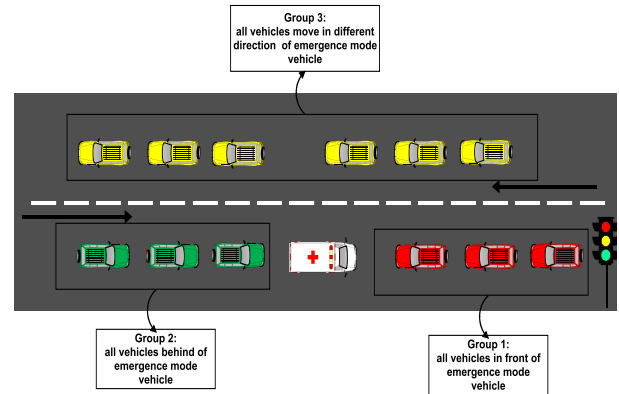 Group 3:
all vehicles move in different
direction of emergence mode
vehicle
Group 2:
all vehicles behind of
emergence mode
vehicle
Group 1:
all vehicles in front of
emergence mode
vehicle